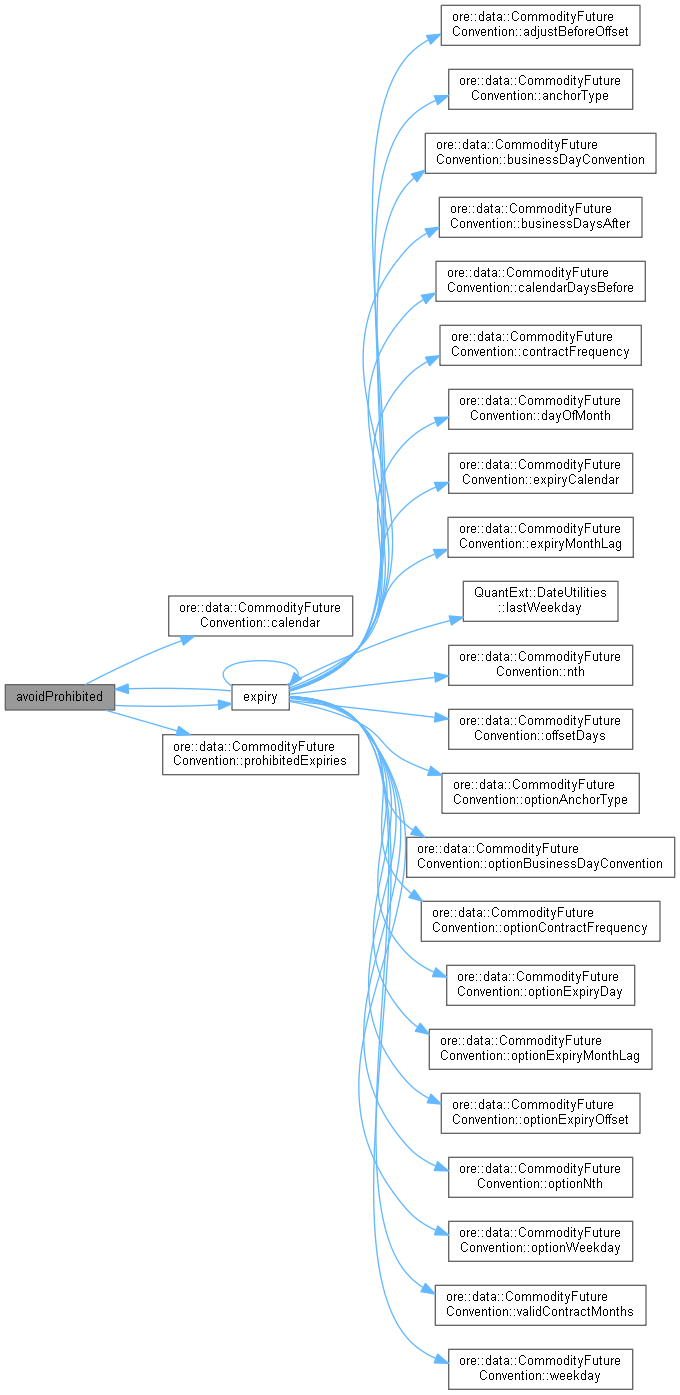 ore::data::CommodityFuture
Convention::adjustBeforeOffset
ore::data::CommodityFuture
Convention::anchorType
ore::data::CommodityFuture
Convention::businessDayConvention
ore::data::CommodityFuture
Convention::businessDaysAfter
ore::data::CommodityFuture
Convention::calendarDaysBefore
ore::data::CommodityFuture
Convention::contractFrequency
ore::data::CommodityFuture
Convention::dayOfMonth
ore::data::CommodityFuture
Convention::expiryCalendar
ore::data::CommodityFuture
Convention::expiryMonthLag
QuantExt::DateUtilities
::lastWeekday
ore::data::CommodityFuture
Convention::calendar
avoidProhibited
expiry
ore::data::CommodityFuture
Convention::prohibitedExpiries
ore::data::CommodityFuture
Convention::nth
ore::data::CommodityFuture
Convention::offsetDays
ore::data::CommodityFuture
Convention::optionAnchorType
ore::data::CommodityFuture
Convention::optionBusinessDayConvention
ore::data::CommodityFuture
Convention::optionContractFrequency
ore::data::CommodityFuture
Convention::optionExpiryDay
ore::data::CommodityFuture
Convention::optionExpiryMonthLag
ore::data::CommodityFuture
Convention::optionExpiryOffset
ore::data::CommodityFuture
Convention::optionNth
ore::data::CommodityFuture
Convention::optionWeekday
ore::data::CommodityFuture
Convention::validContractMonths
ore::data::CommodityFuture
Convention::weekday